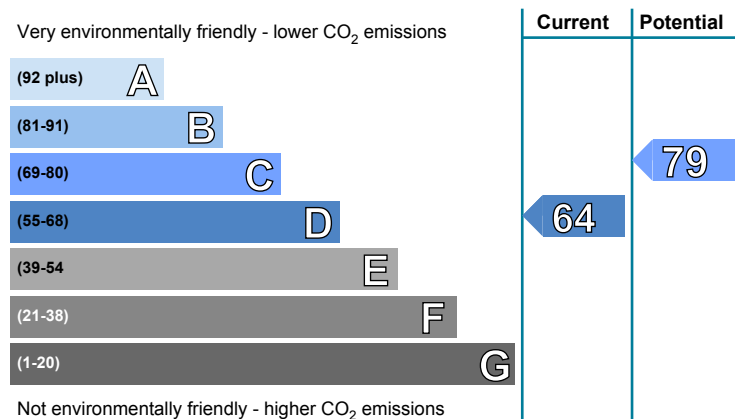 Very environmentally friendly - lower CO2 emissions
Current
Potential
(92 plus) A
(81-91) B
(69-80) C
79
(55-68) D
64
(39-54 E
(21-38) F
(1-20) G
Not environmentally friendly - higher CO2 emissions